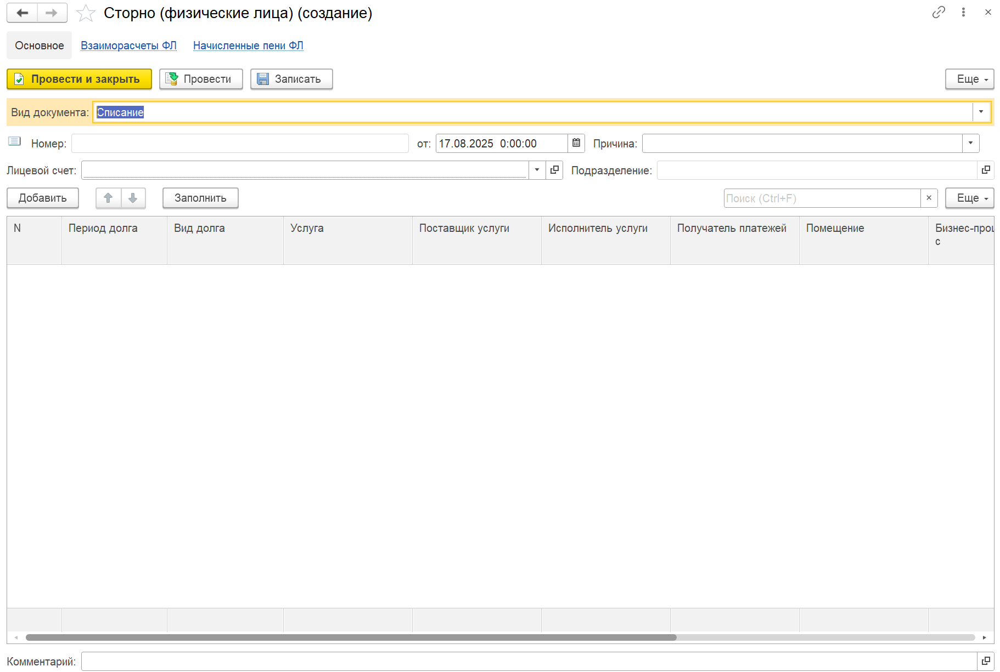 Сторно (физические лица) (создание)
Основное Взаиморасчеты ФЛ Начисленные пени ФЛ
Провести и закрыть Провести Записать Еще
Вид документа: Списание
Номер: от: 17.08.2025 0:00:00 Причина:
Лицевой счет: Подразделение:
Добавить Заполнить Поиск (Ctrl+F) × Еще
N Период долга Вид долга Услуга Поставщик услуги Исполнитель услуги Получатель платежей Помещение Бизнес-проц
с
Комментарий: